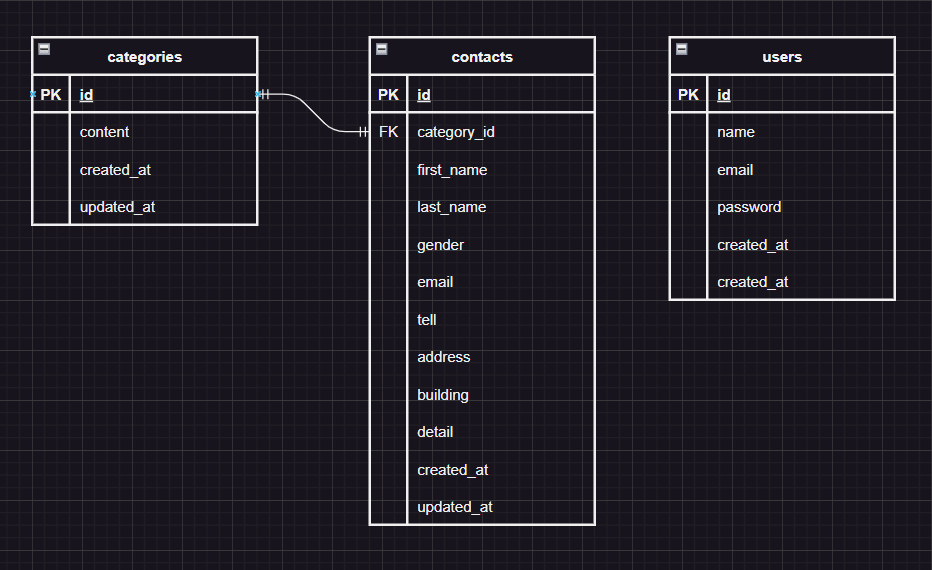 categories
PK id
content
created_at
updated_at
contacts
PK id
FK category_id
first_name
last_name
gender
email
tell
address
building
detail
created_at
updated_at
users
PK id
name
email
password
created_at
created_at